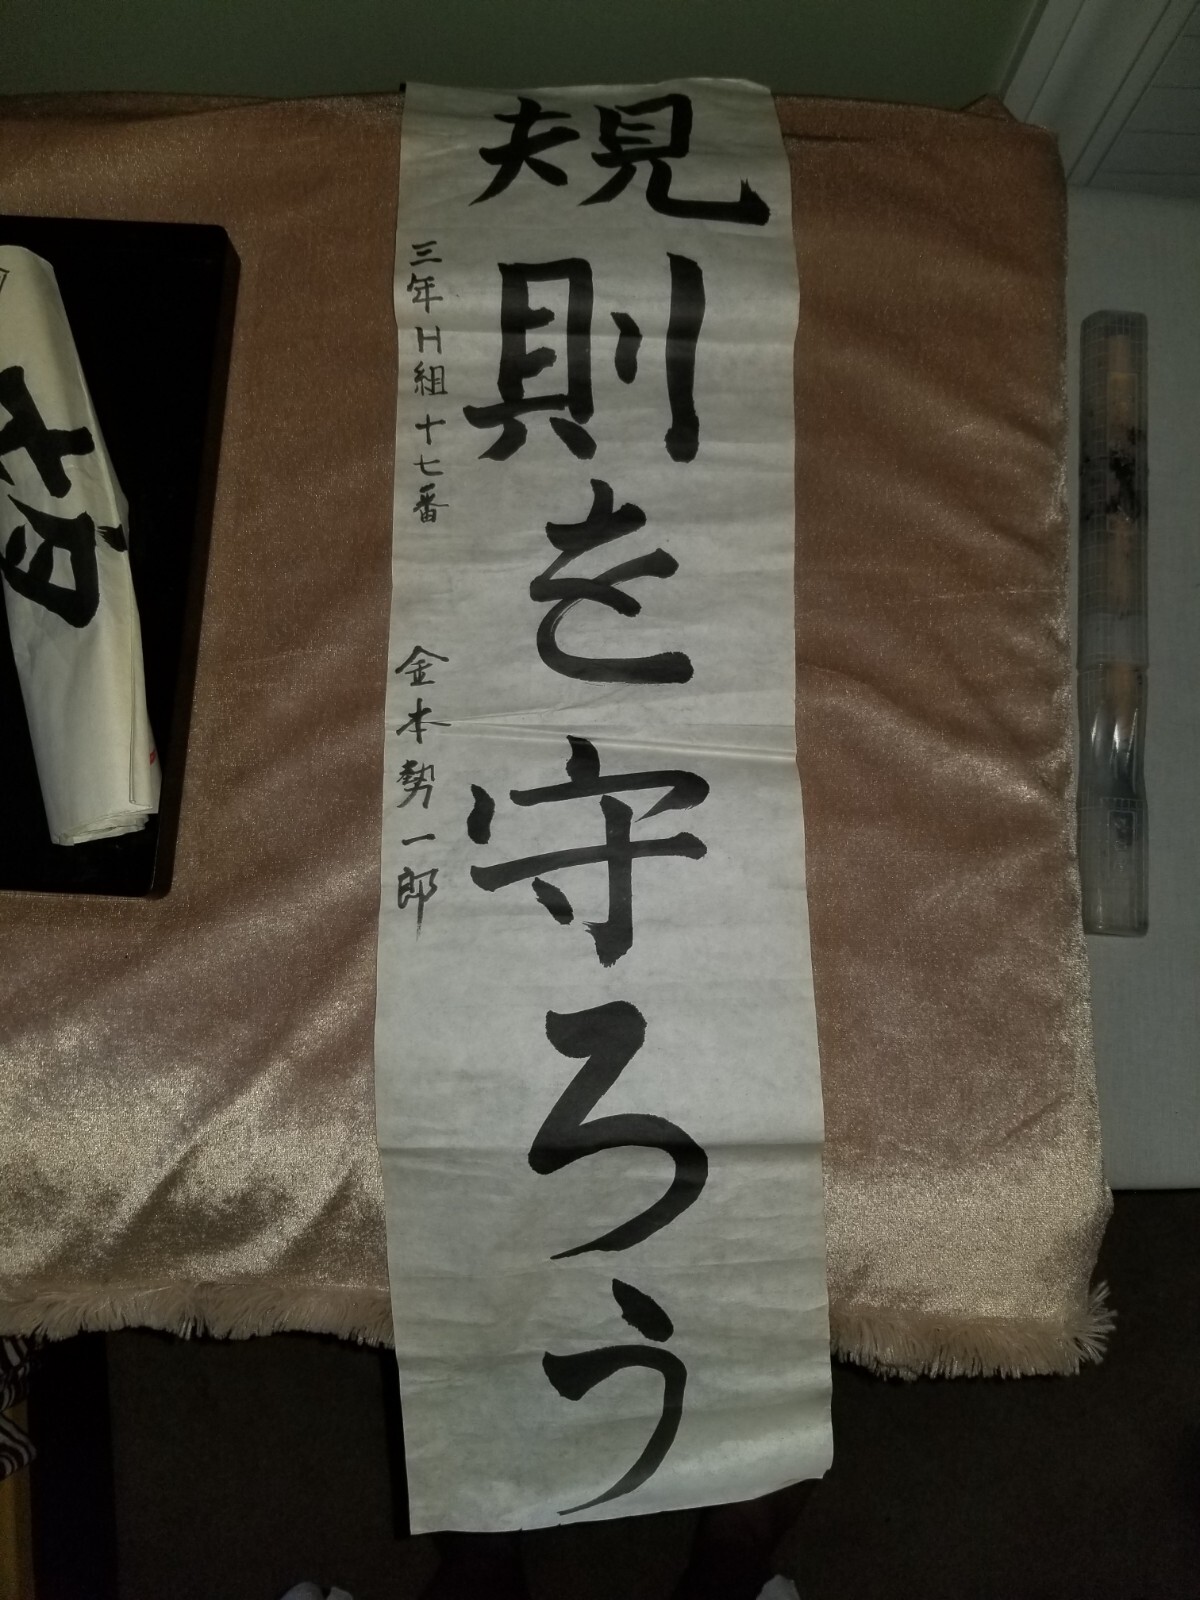 規則を守ろう
三年H組十七番 金本勢一郎